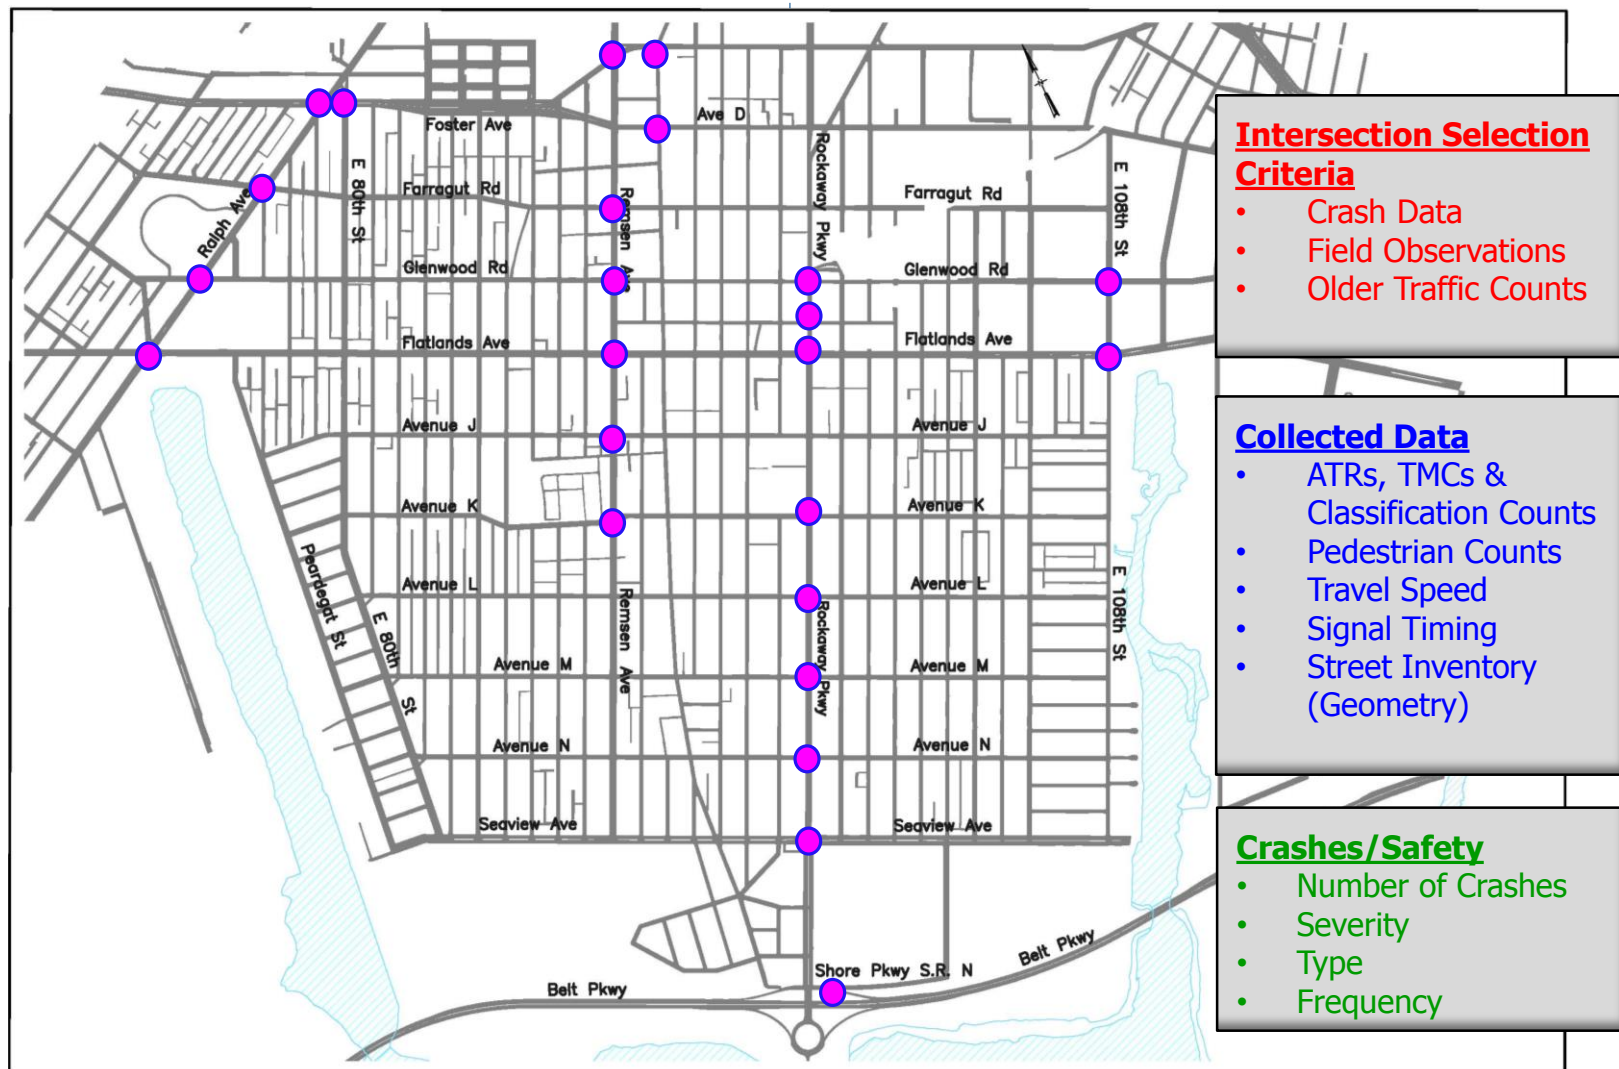 Foster Ave
Ave D
E 80th St
Farragut Rd
Remsen Ave
Rockaway Pkwy
Farragut Rd
E 108th St
Ralph Ave
Glenwood Rd
Glenwood Rd
Flatlands Ave
Flatlands Ave
Avenue J
Avenue J
Avenue K
Avenue K
Paerdegat St
Avenue L
Avenue L
E 80th St
Remsen Ave
Rockaway Pkwy
E 108th St
Avenue M
Avenue M
Avenue N
Avenue N
Seaview Ave
Seaview Ave
Shore Pkwy S.R. N
Belt Pkwy
Belt Pkwy
Intersection Selection
Criteria
• Crash Data
• Field Observations
• Older Traffic Counts
Collected Data
• ATRs, TMCs &
Classification Counts
• Pedestrian Counts
• Travel Speed
• Signal Timing
• Street Inventory
(Geometry)
Crashes/Safety
• Number of Crashes
• Severity
• Type
• Frequency